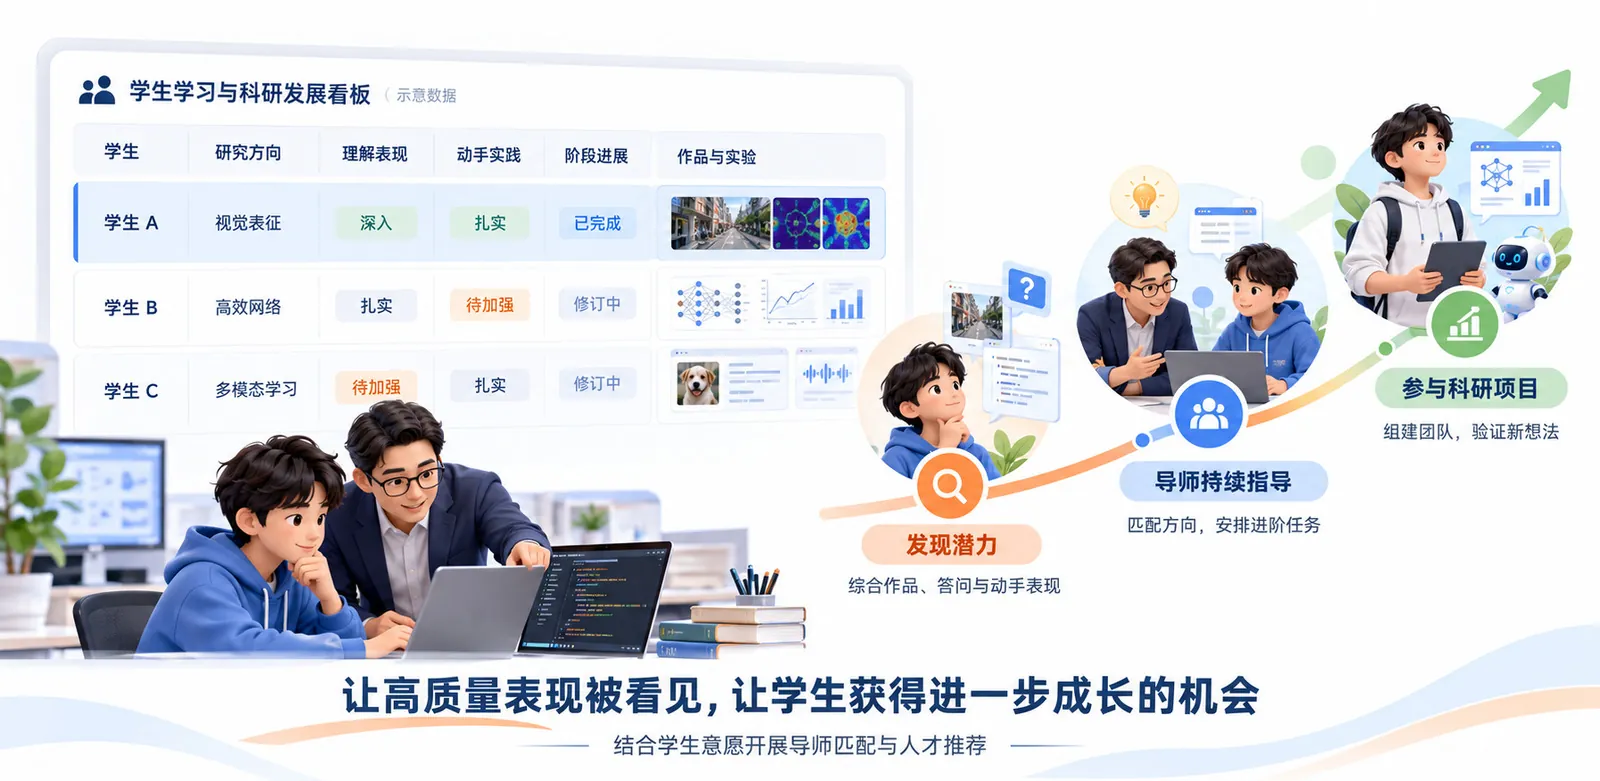 学生学习与科研发展看板 （示意数据
学生 研究方向 理解表现 动手实践 阶段进展 作品与实验
学生 A 视觉表征 深入 扎实 已完成
学生 B 高效网络 扎实 待加强 修订中
学生 C 多模态学习 待加强 扎实 修订中
?
发现潜力
综合作品、答问与动手表现
导师持续指导
匹配方向，安排进阶任务
参与科研项目
组建团队，验证新想法
让高质量表现被看见，让学生获得进一步成长的机会
结合学生意愿开展导师匹配与人才推荐